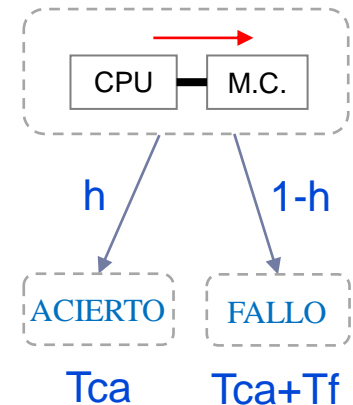 CPU M.C.
h 1-h
ACIERTO FALLO
Tca Tca+Tf